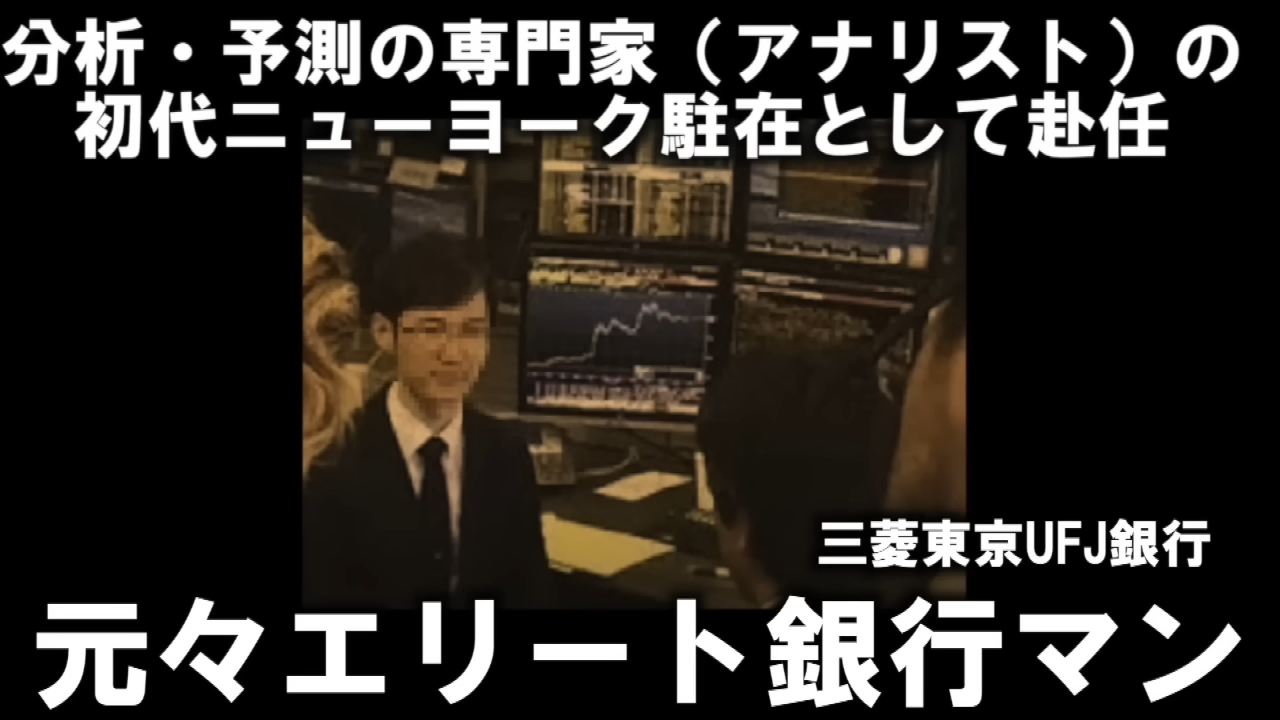 分析・予測の専門家（アナリスト）の
初代ニューヨーク駐在として赴任
三菱東京UFJ銀行
元々エリート銀行マン